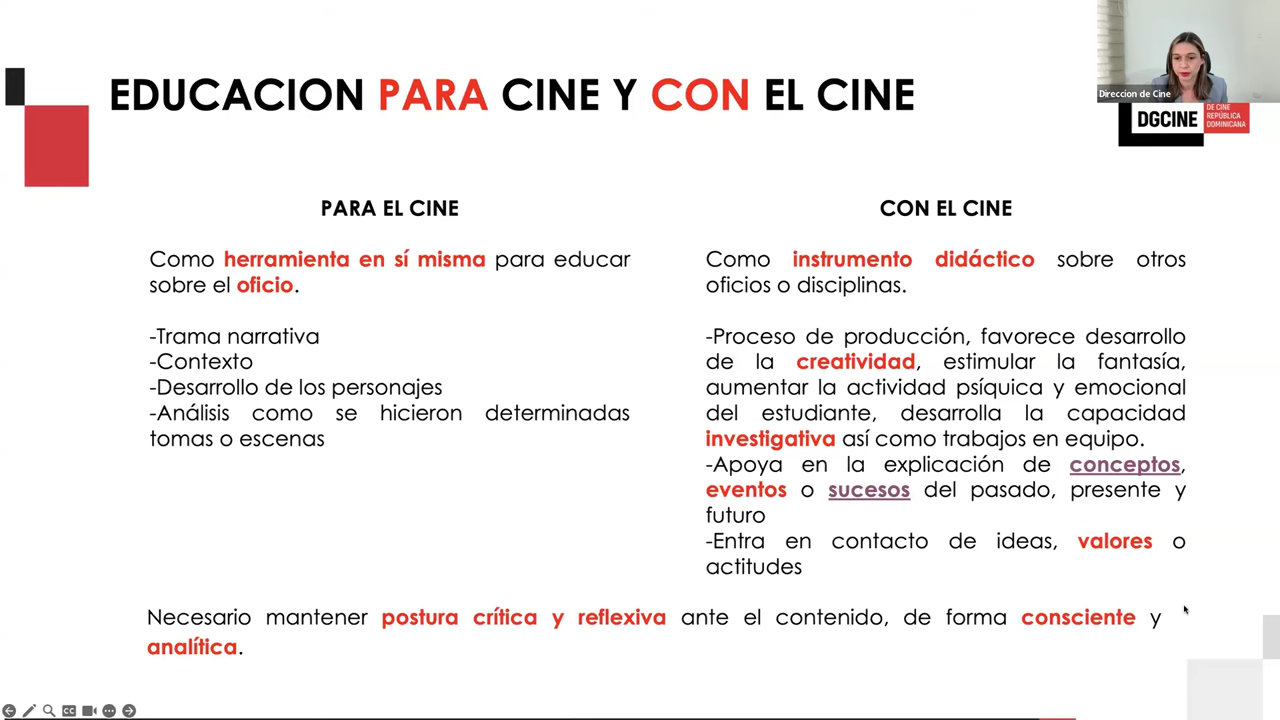 EDUCACION PARA CINE Y CON EL CINE
Direccion de Cine
DGCINE
DE CINE
REPÚBLICA
DOMINICANA
PARA EL CINE
Como herramienta en sí misma para educar
sobre el oficio.
-Trama narrativa
-Contexto
-Desarrollo de los personajes
-Análisis como se hicieron determinadas
tomas o escenas
CON EL CINE
Como instrumento didáctico sobre otros
oficios o disciplinas.
-Proceso de producción, favorece desarrollo
de la creatividad, estimular la fantasía,
aumentar la actividad psíquica y emocional
del estudiante, desarrolla la capacidad
investigativa así como trabajos en equipo.
-Apoya en la explicación de conceptos,
eventos o sucesos del pasado, presente y
futuro
-Entra en contacto de ideas, valores o
actitudes
Necesario mantener postura crítica y reflexiva ante el contenido, de forma consciente y
analítica.
CC